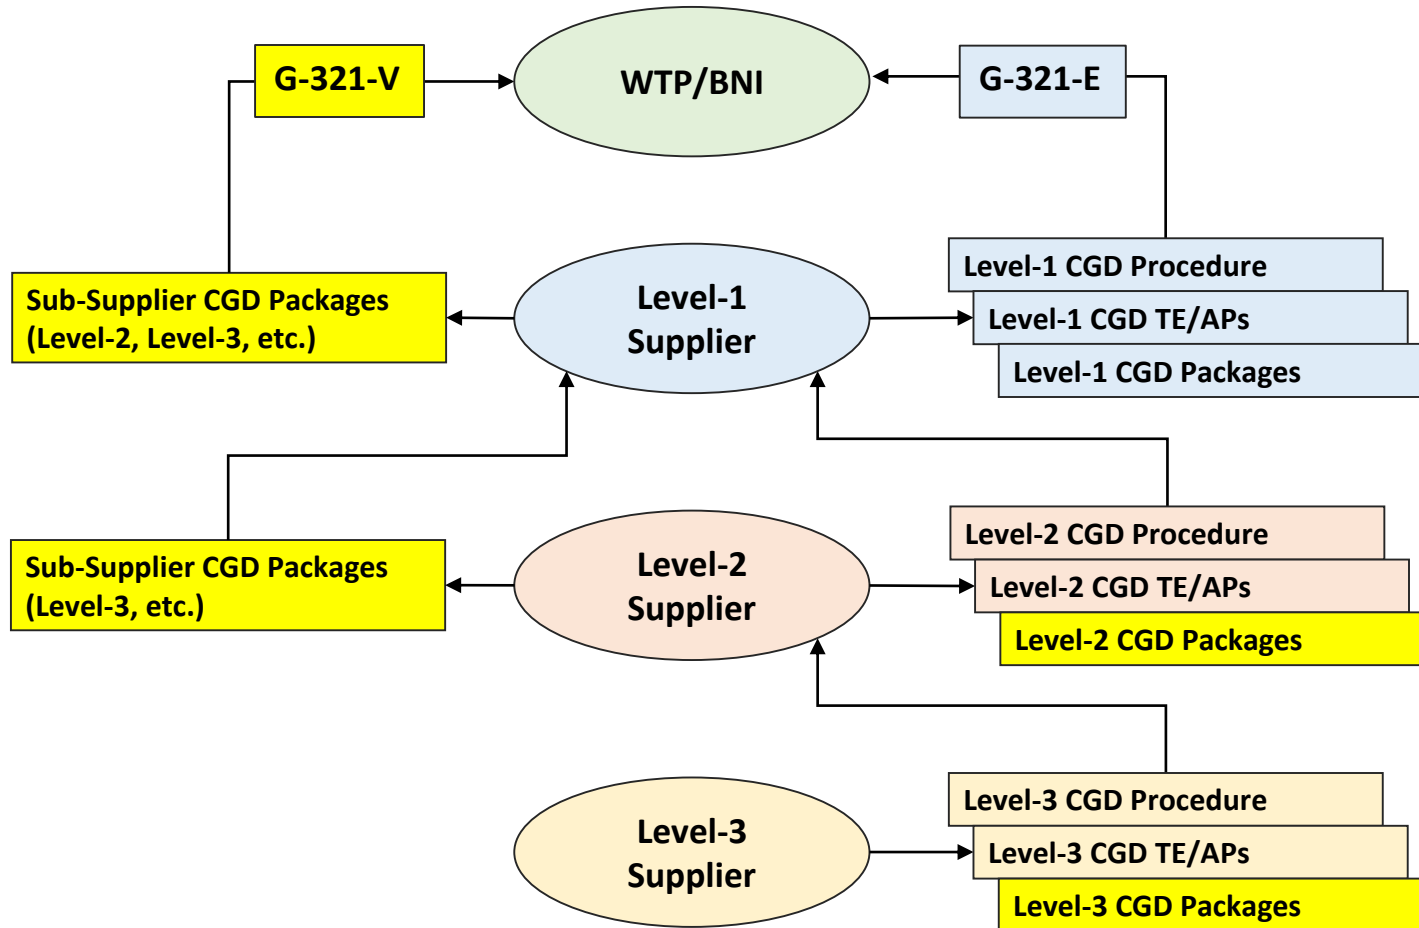 G-321-V
WTP/BNI
G-321-E
Sub-Supplier CGD Packages
(Level-2, Level-3, etc.)
Level-1
Supplier
Level-1 CGD Procedure
Level-1 CGD TE/APs
Level-1 CGD Packages
Sub-Supplier CGD Packages
(Level-3, etc.)
Level-2
Supplier
Level-2 CGD Procedure
Level-2 CGD TE/APs
Level-2 CGD Packages
Level-3
Supplier
Level-3 CGD Procedure
Level-3 CGD TE/APs
Level-3 CGD Packages